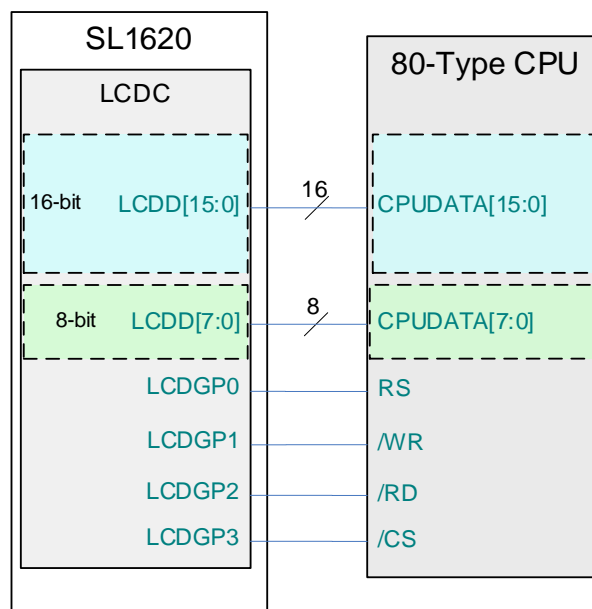 SL1620
80-Type CPU
LCDC
16-bit LCDD[15:0] 16 CPUDATA[15:0]
8-bit LCDD[7:0] 8 CPUDATA[7:0]
LCDGP0 RS
LCDGP1 /WR
LCDGP2 /RD
LCDGP3 /CS